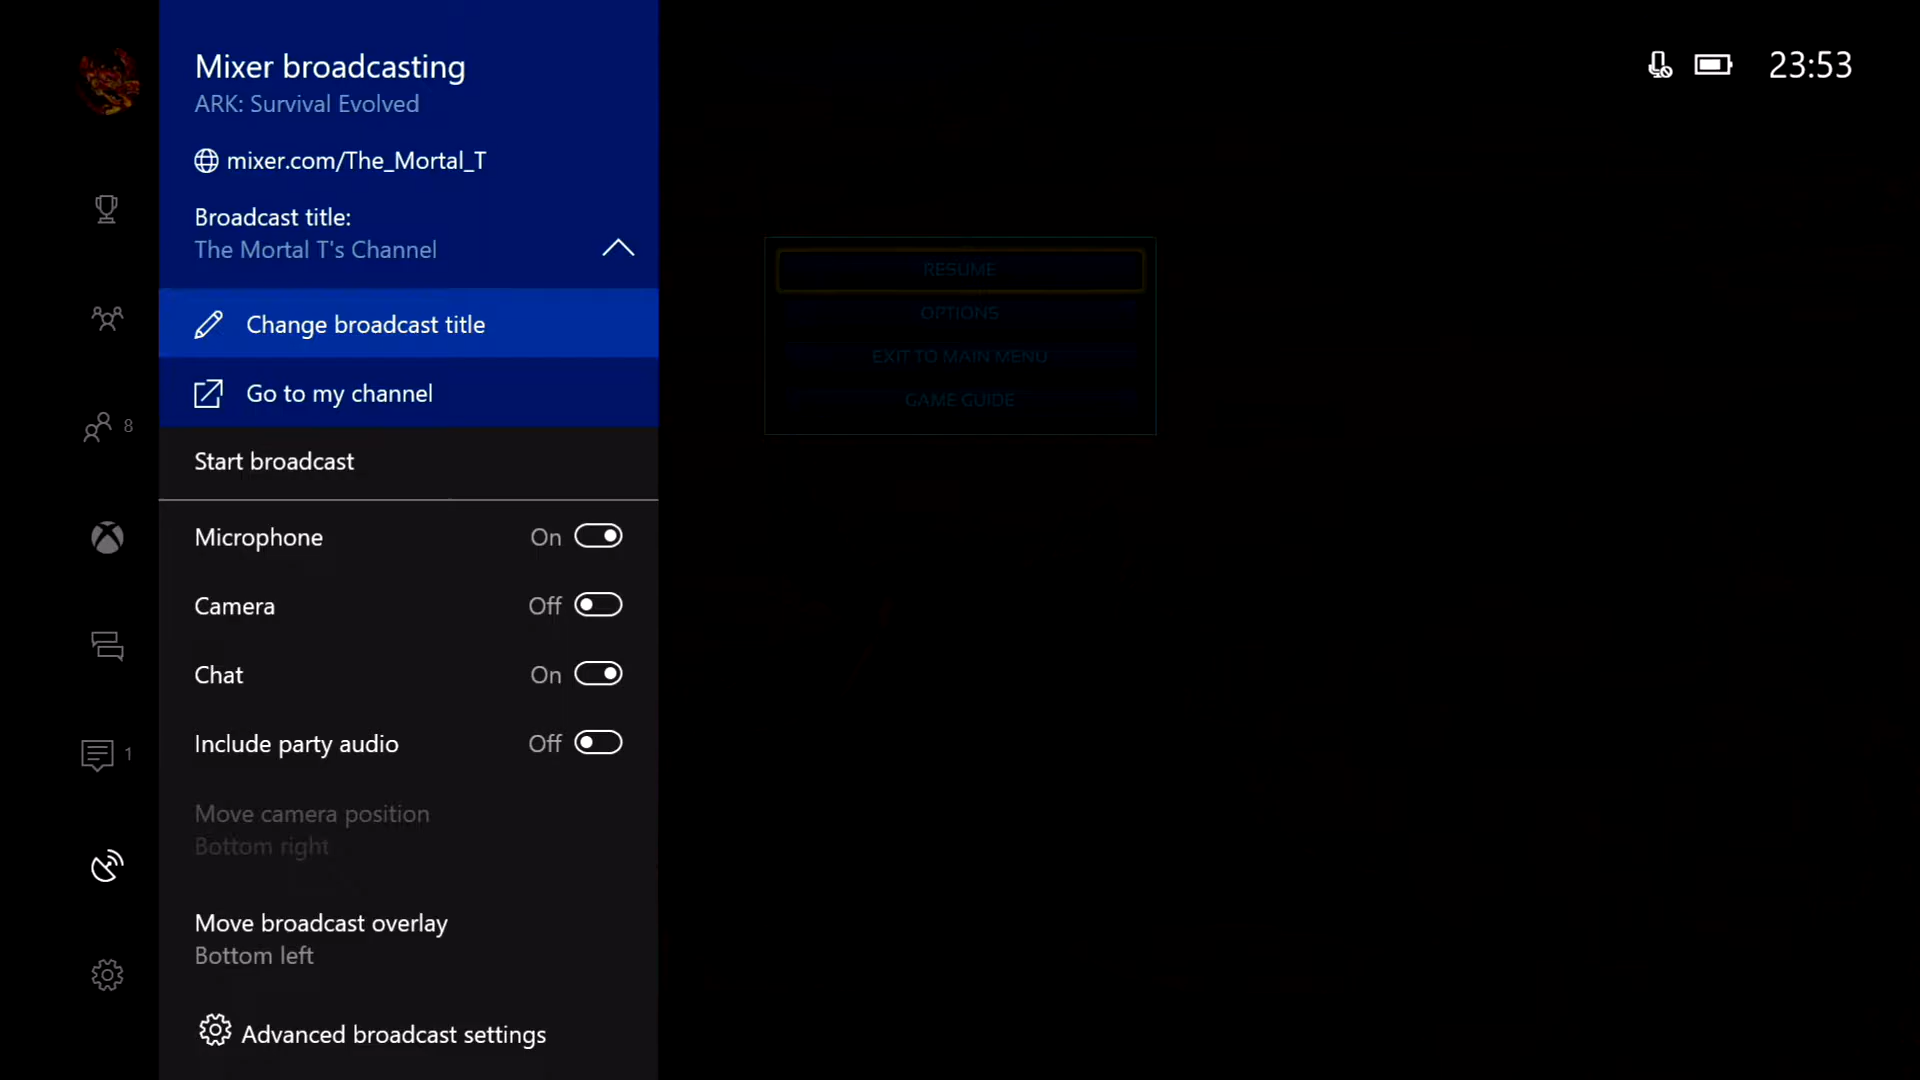 Mixer broadcasting
ARK: Survival Evolved
mixer.com/The_Mortal_T
Broadcast title:
The Mortal T's Channel
Change broadcast title
Go to my channel
Start broadcast
Microphone On
Camera Off
Chat On
Include party audio Off
Move camera position
Bottom right
Move broadcast overlay
Bottom left
Advanced broadcast settings
8
1
RESUME
OPTIONS
EXIT TO MAIN MENU
GAME GUIDE
23:53